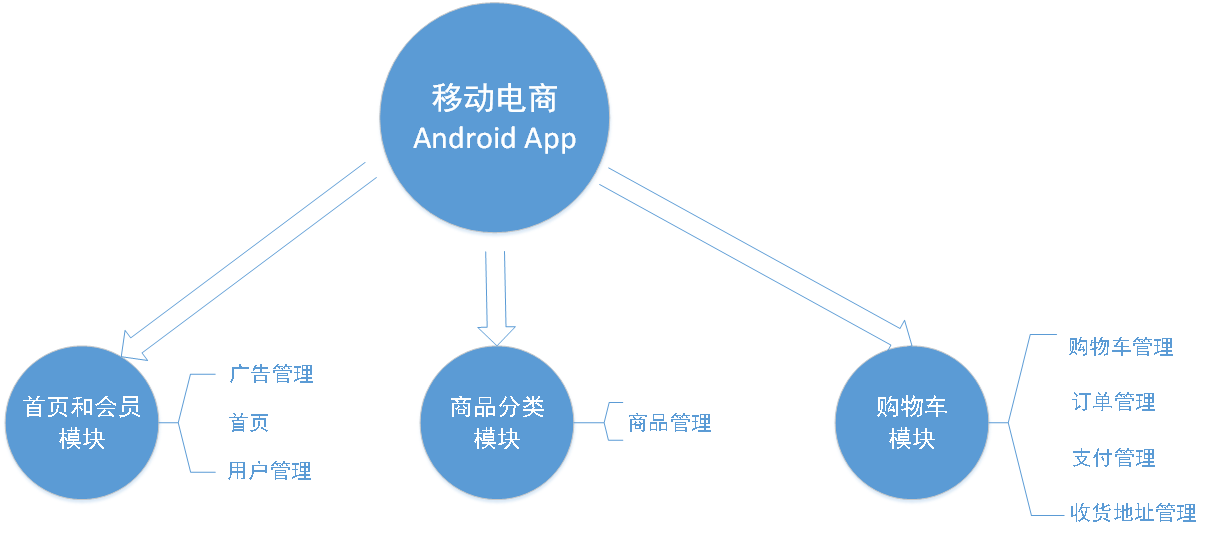 移动电商
Android App
首页和会员
模块
广告管理
首页
用户管理
商品分类
模块
商品管理
购物车
模块
购物车管理
订单管理
支付管理
收货地址管理